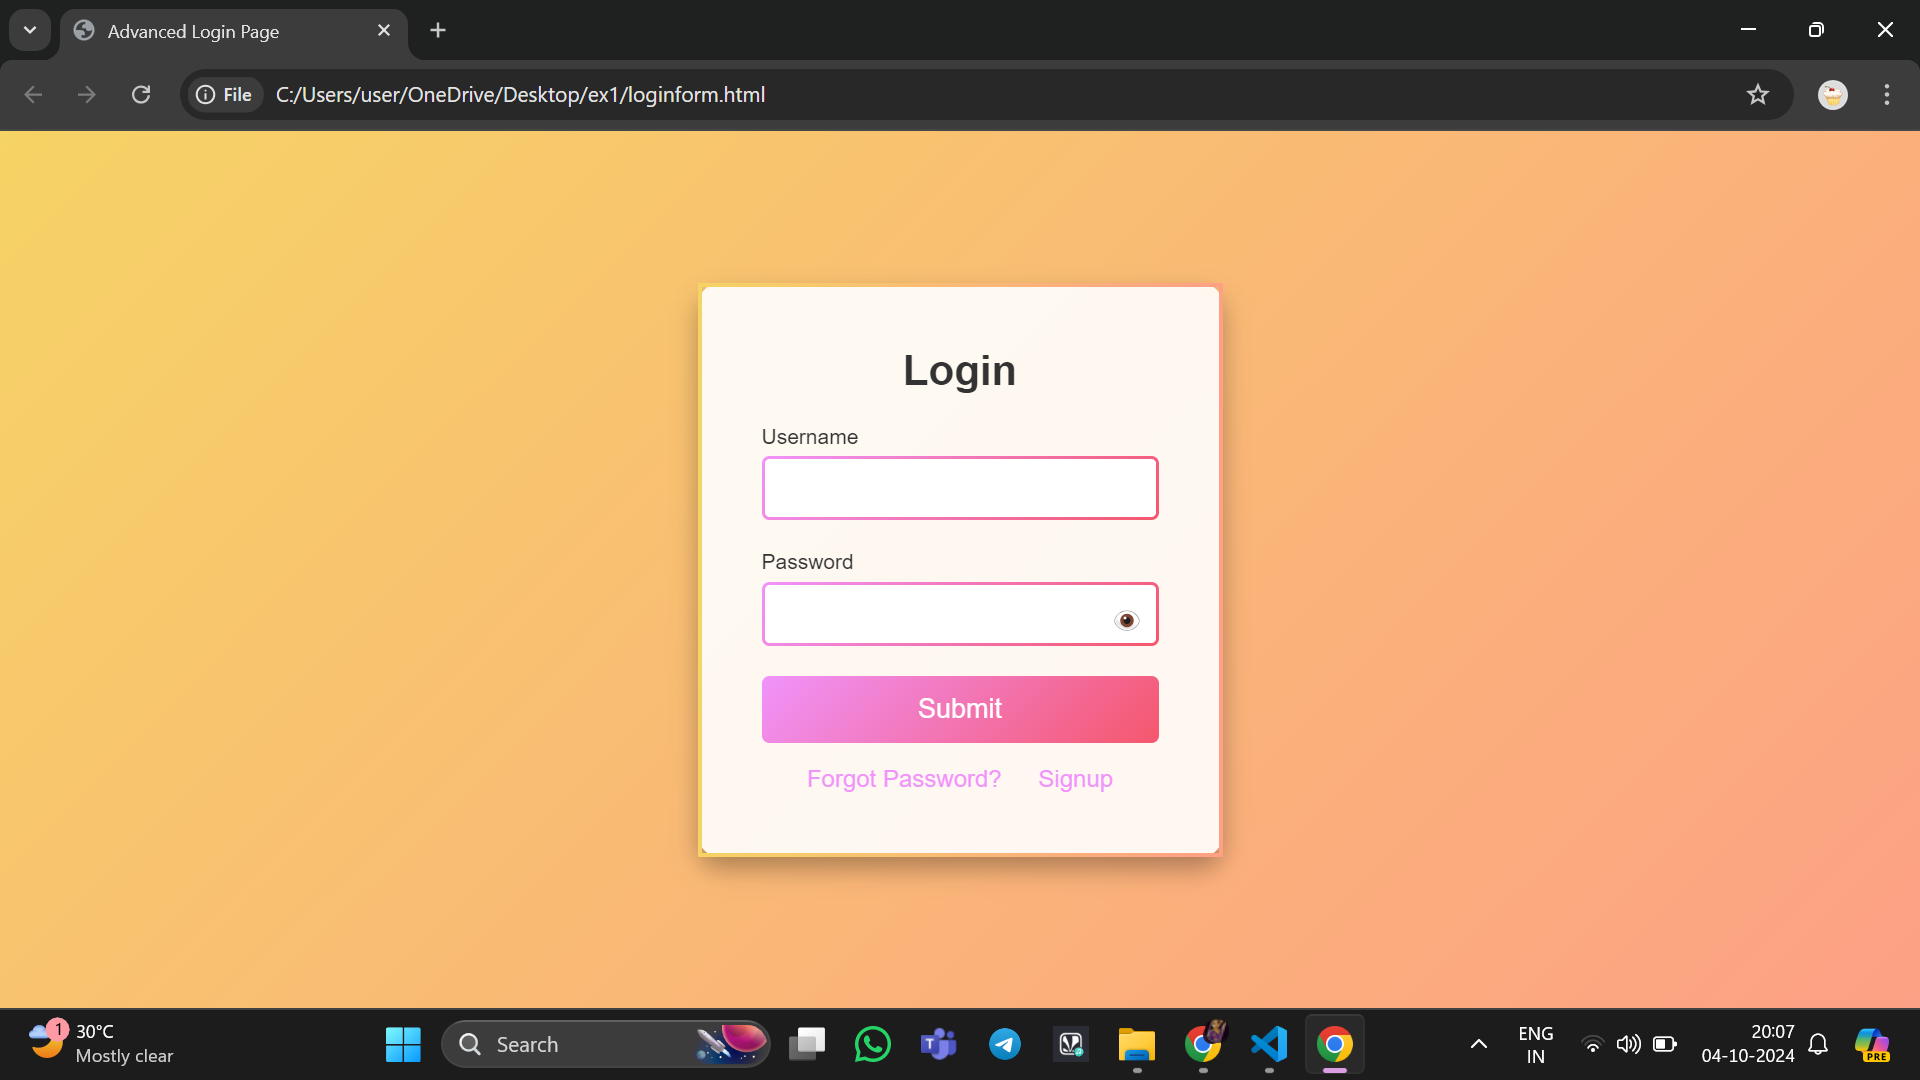 Advanced Login Page
File
C:/Users/user/OneDrive/Desktop/ex1/loginform.html
Login
Username
Password
Submit
Forgot Password? Signup
1
30°C
Mostly clear
Search
T
ENG
IN
20:07
04-10-2024
PRE